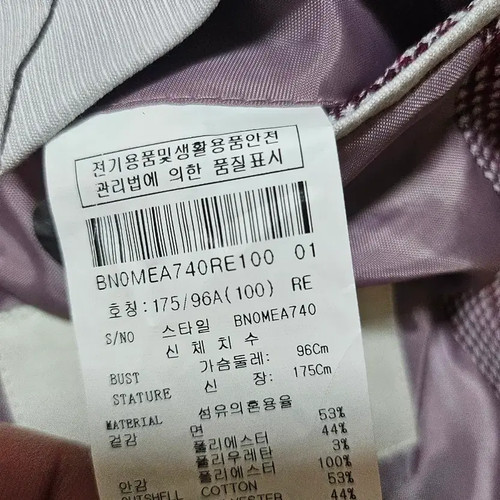 전기용품및생활용품안전
관리법에 의한 품질표시
BN0MEA740RE100 01
호칭:175/96A(100) RE
S/NO 스타일 BN0MEA740
신 체 치 수
BUST 가슴둘레: 96Cm
STATURE 신 장: 175Cm
MATERIAL 섬유의혼용율
겉감 면 53%
폴리에스터 44%
폴리우레탄 3%
안감 폴리에스터 100%
OUTSHELL COTTON 53%
44%